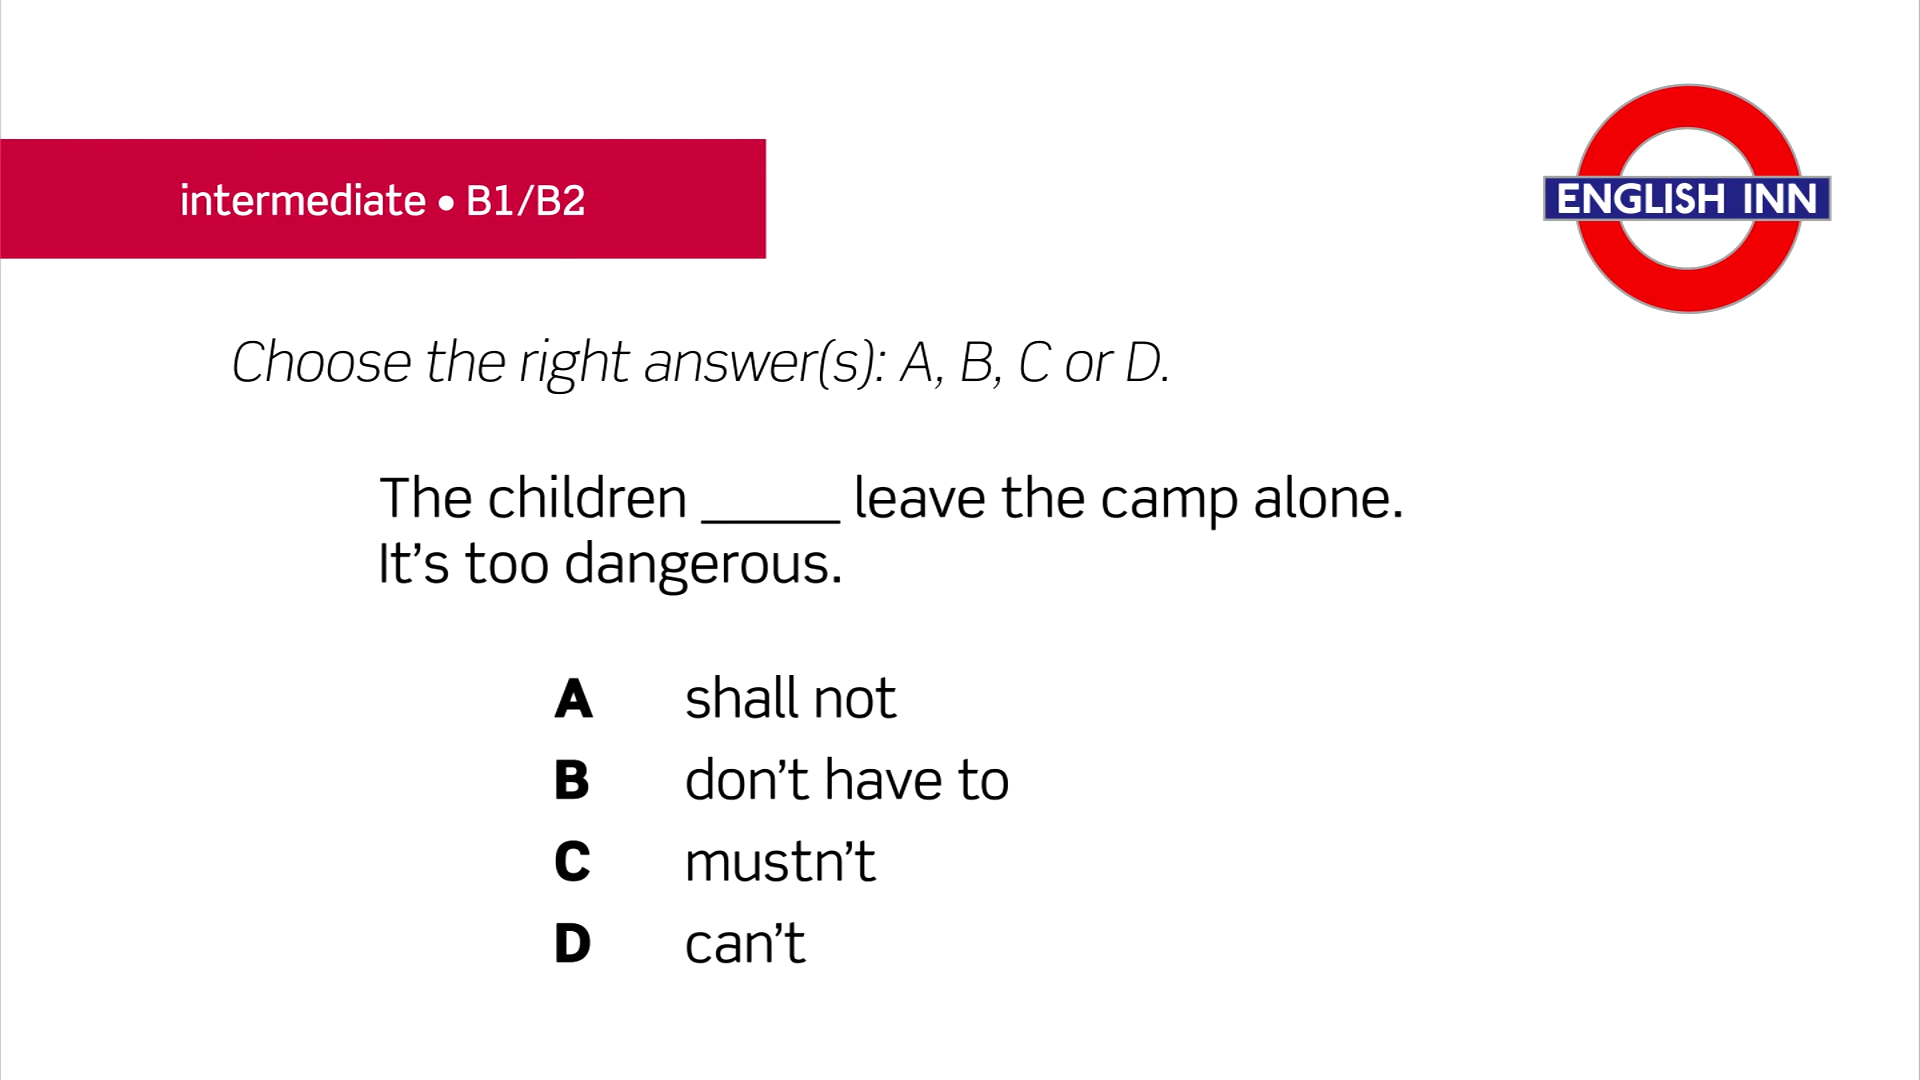 intermediate • B1/B2
ENGLISH INN
Choose the right answer(s): A, B, C or D.
The children _____ leave the camp alone.
It’s too dangerous.
A shall not
B don’t have to
C mustn’t
D can’t